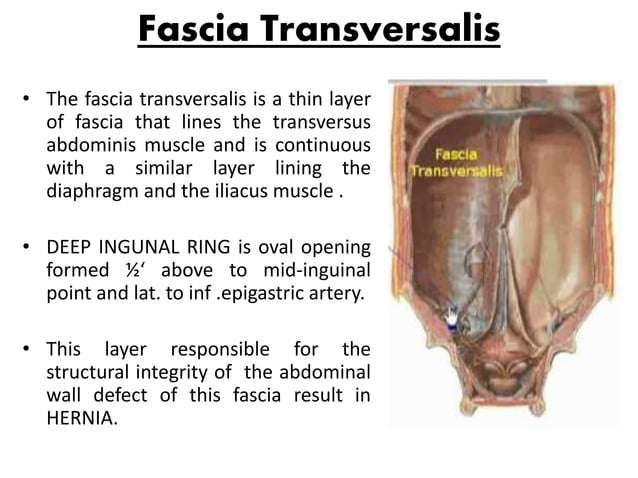 Fascia Transversalis
• The fascia transversalis is a thin layer
of fascia that lines the transversus
abdominis muscle and is continuous
with a similar layer lining the
diaphragm and the iliacus muscle .
• DEEP INGUNAL RING is oval opening
formed ½‘ above to mid-inguinal
point and lat. to inf .epigastric artery.
• This layer responsible for the
structural integrity of the abdominal
wall defect of this fascia result in
HERNIA.
Fascia
Transversalis